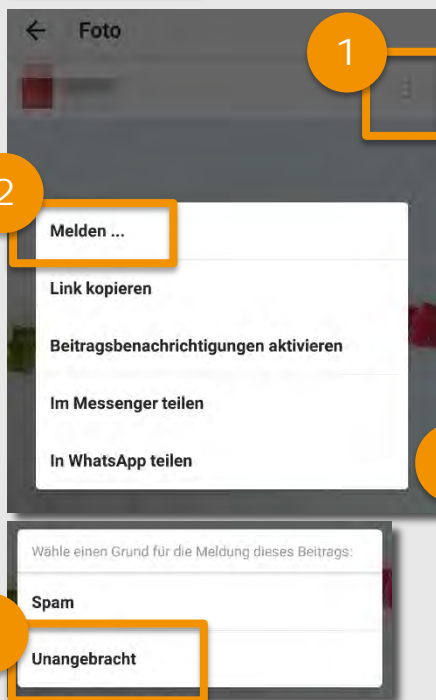 Foto
1
2
Melden ...
Link kopieren
Beitragsbenachrichtigungen aktivieren
Im Messenger teilen
In WhatsApp teilen
Wähle einen Grund für die Meldung dieses Beitrags:
Spam
Unangebracht